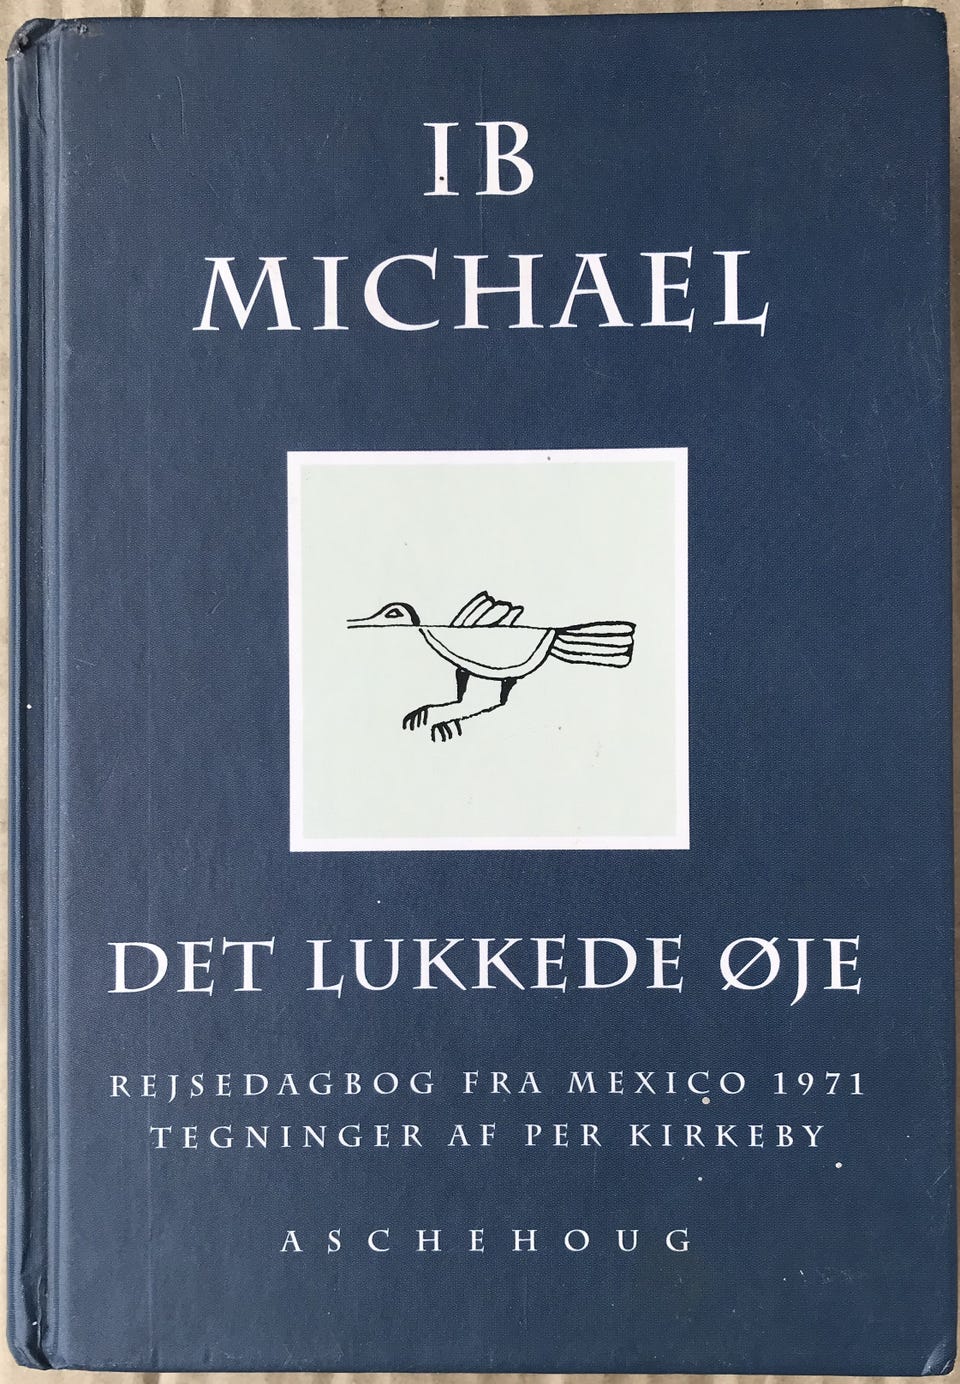 IB
MICHAEL
DET LUKKEDE ØJE
REJSEDAGBOG FRA MEXICO 1971
TEGNINGER AF PER KIRKEBY
ASCHEHOUG